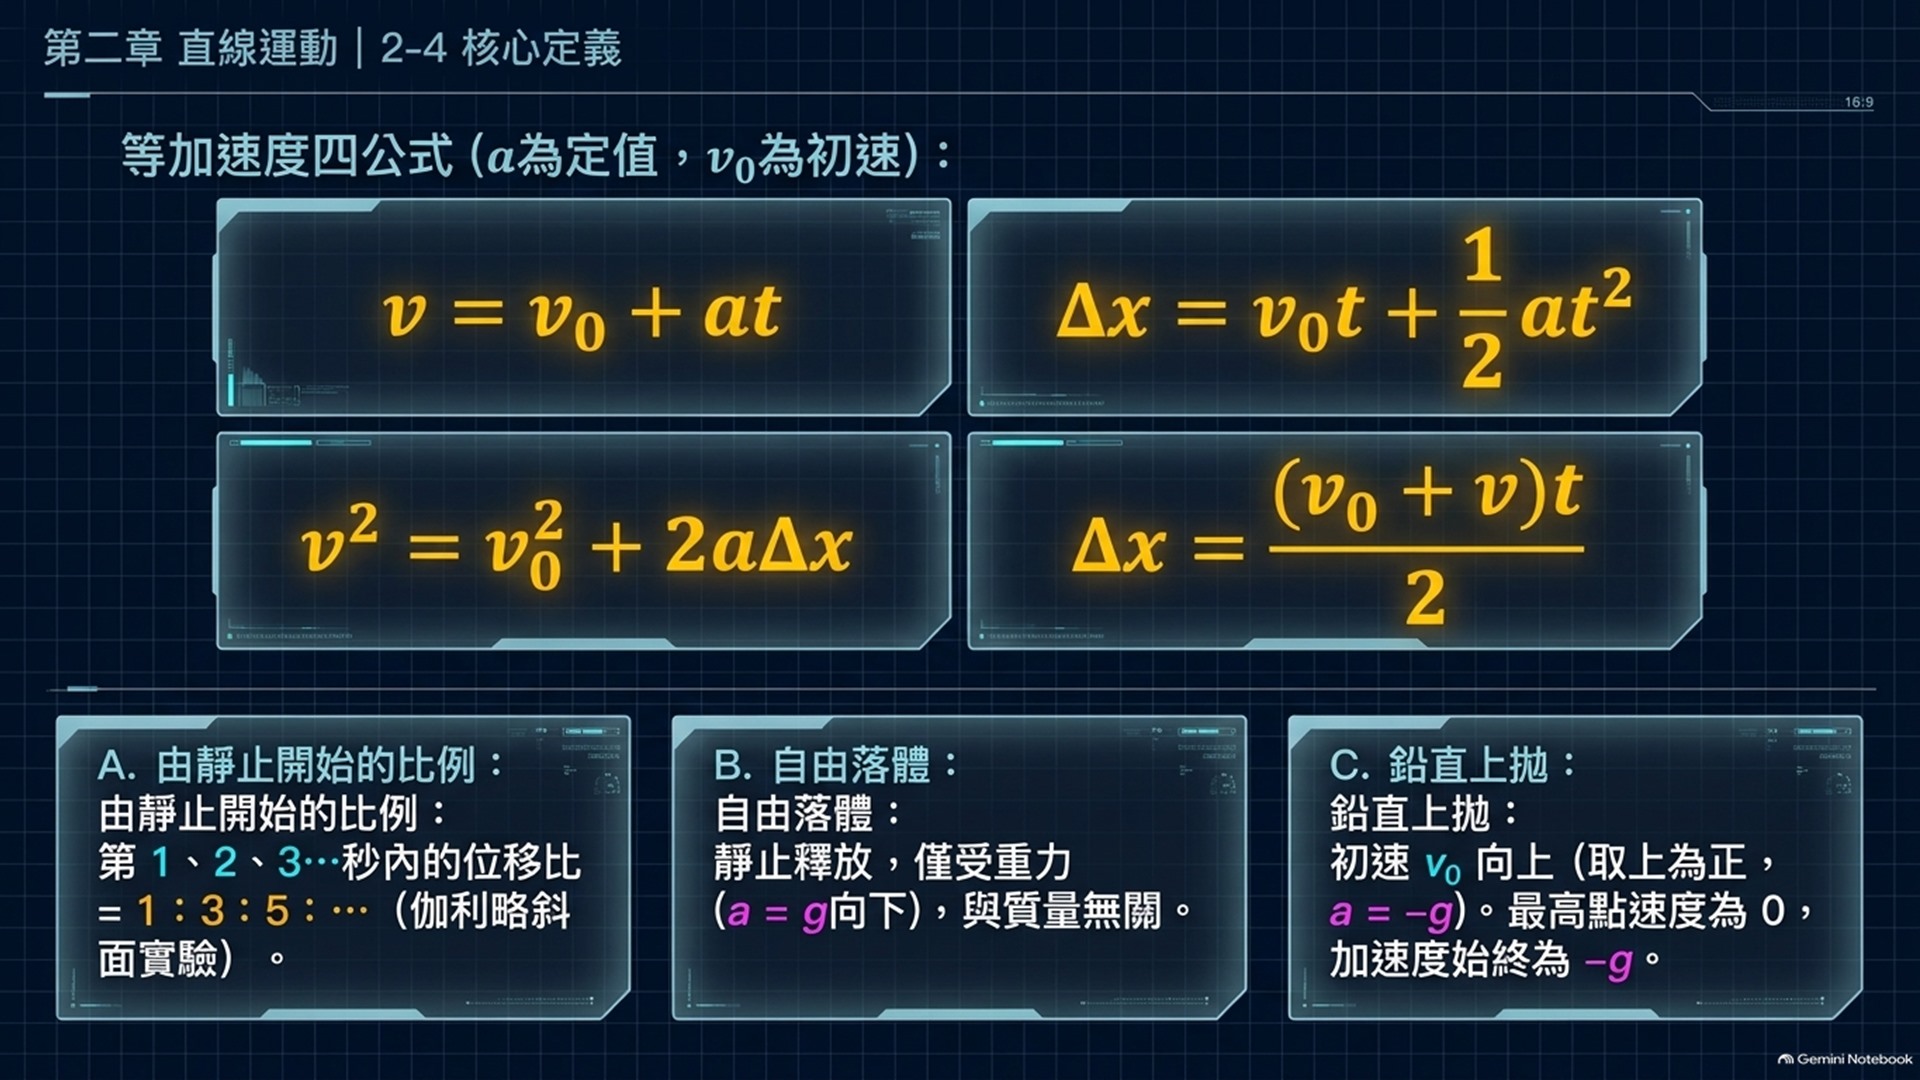 第二章 直線運動｜2-4 核心定義
16:9
等加速度四公式 (a為定值，v₀為初速)：
v = v₀ + at
Δx = v₀t + 1/2 at²
v² = v₀² + 2aΔx
Δx = (v₀ + v)t / 2
A. 由靜止開始的比例：
由靜止開始的比例：
第 1、2、3…秒內的位移比
= 1：3：5：…（伽利略斜
面實驗）。
B. 自由落體：
自由落體：
靜止釋放，僅受重力
(a = g向下)，與質量無關。
C. 鉛直上拋：
鉛直上拋：
初速 v₀ 向上 (取上為正，
a = –g)。最高點速度為 0，
加速度始終為 –g。
Gemini Notebook